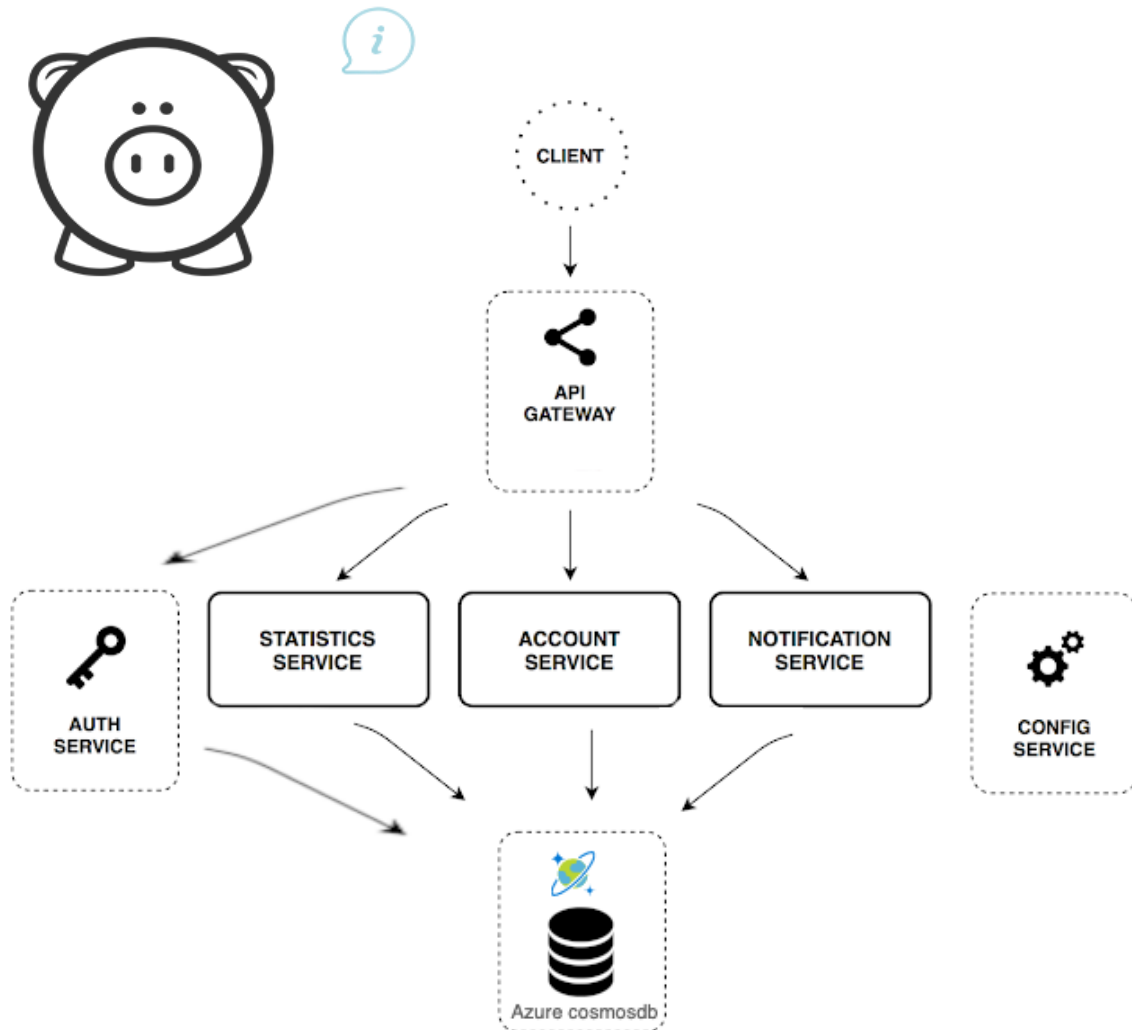 i
CLIENT
API
GATEWAY
AUTH
SERVICE
STATISTICS
SERVICE
ACCOUNT
SERVICE
NOTIFICATION
SERVICE
CONFIG
SERVICE
Azure cosmosdb